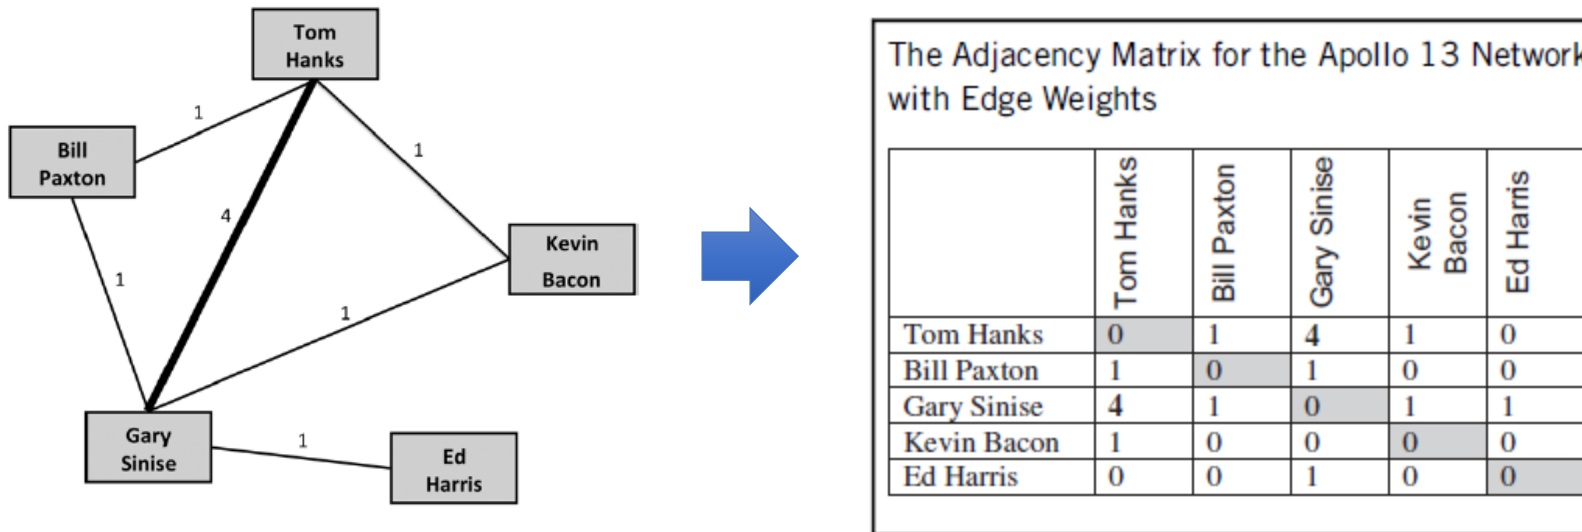 Tom
Hanks
1
Bill
Paxton
1
4
Kevin
Bacon
1
1
Gary
Sinise
1
Ed
Harris
The Adjacency Matrix for the Apollo 13 Network
with Edge Weights
Tom Hanks Bill Paxton Gary Sinise Kevin Bacon Ed Harris
Tom Hanks 0 1 4 1 0
Bill Paxton 1 0 1 0 0
Gary Sinise 4 1 0 1 1
Kevin Bacon 1 0 0 0 0
Ed Harris 0 0 1 0 0